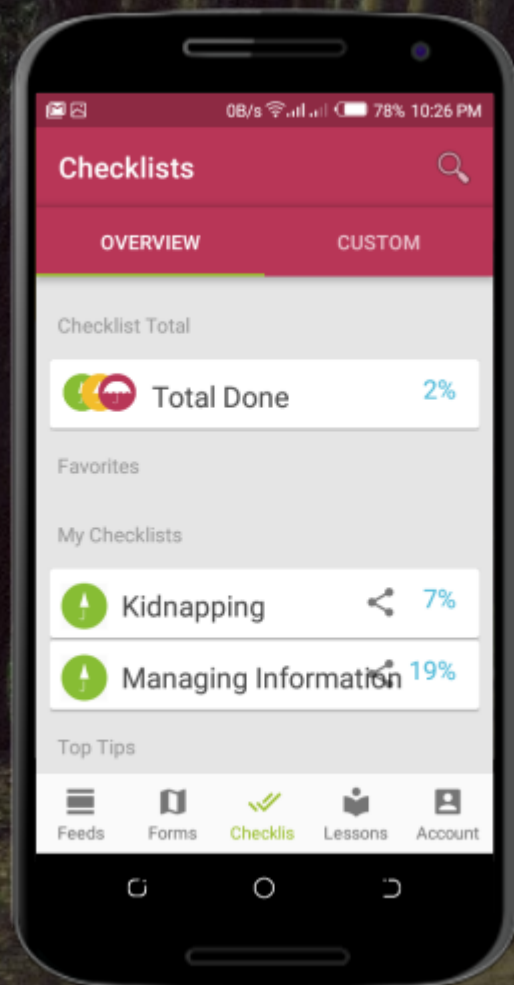 0B/s 78% 10:26 PM
Checklists
OVERVIEW CUSTOM
Checklist Total
Total Done 2%
Favorites
My Checklists
Kidnapping 7%
Managing Information 19%
Top Tips
Feeds Forms Checklis Lessons Account